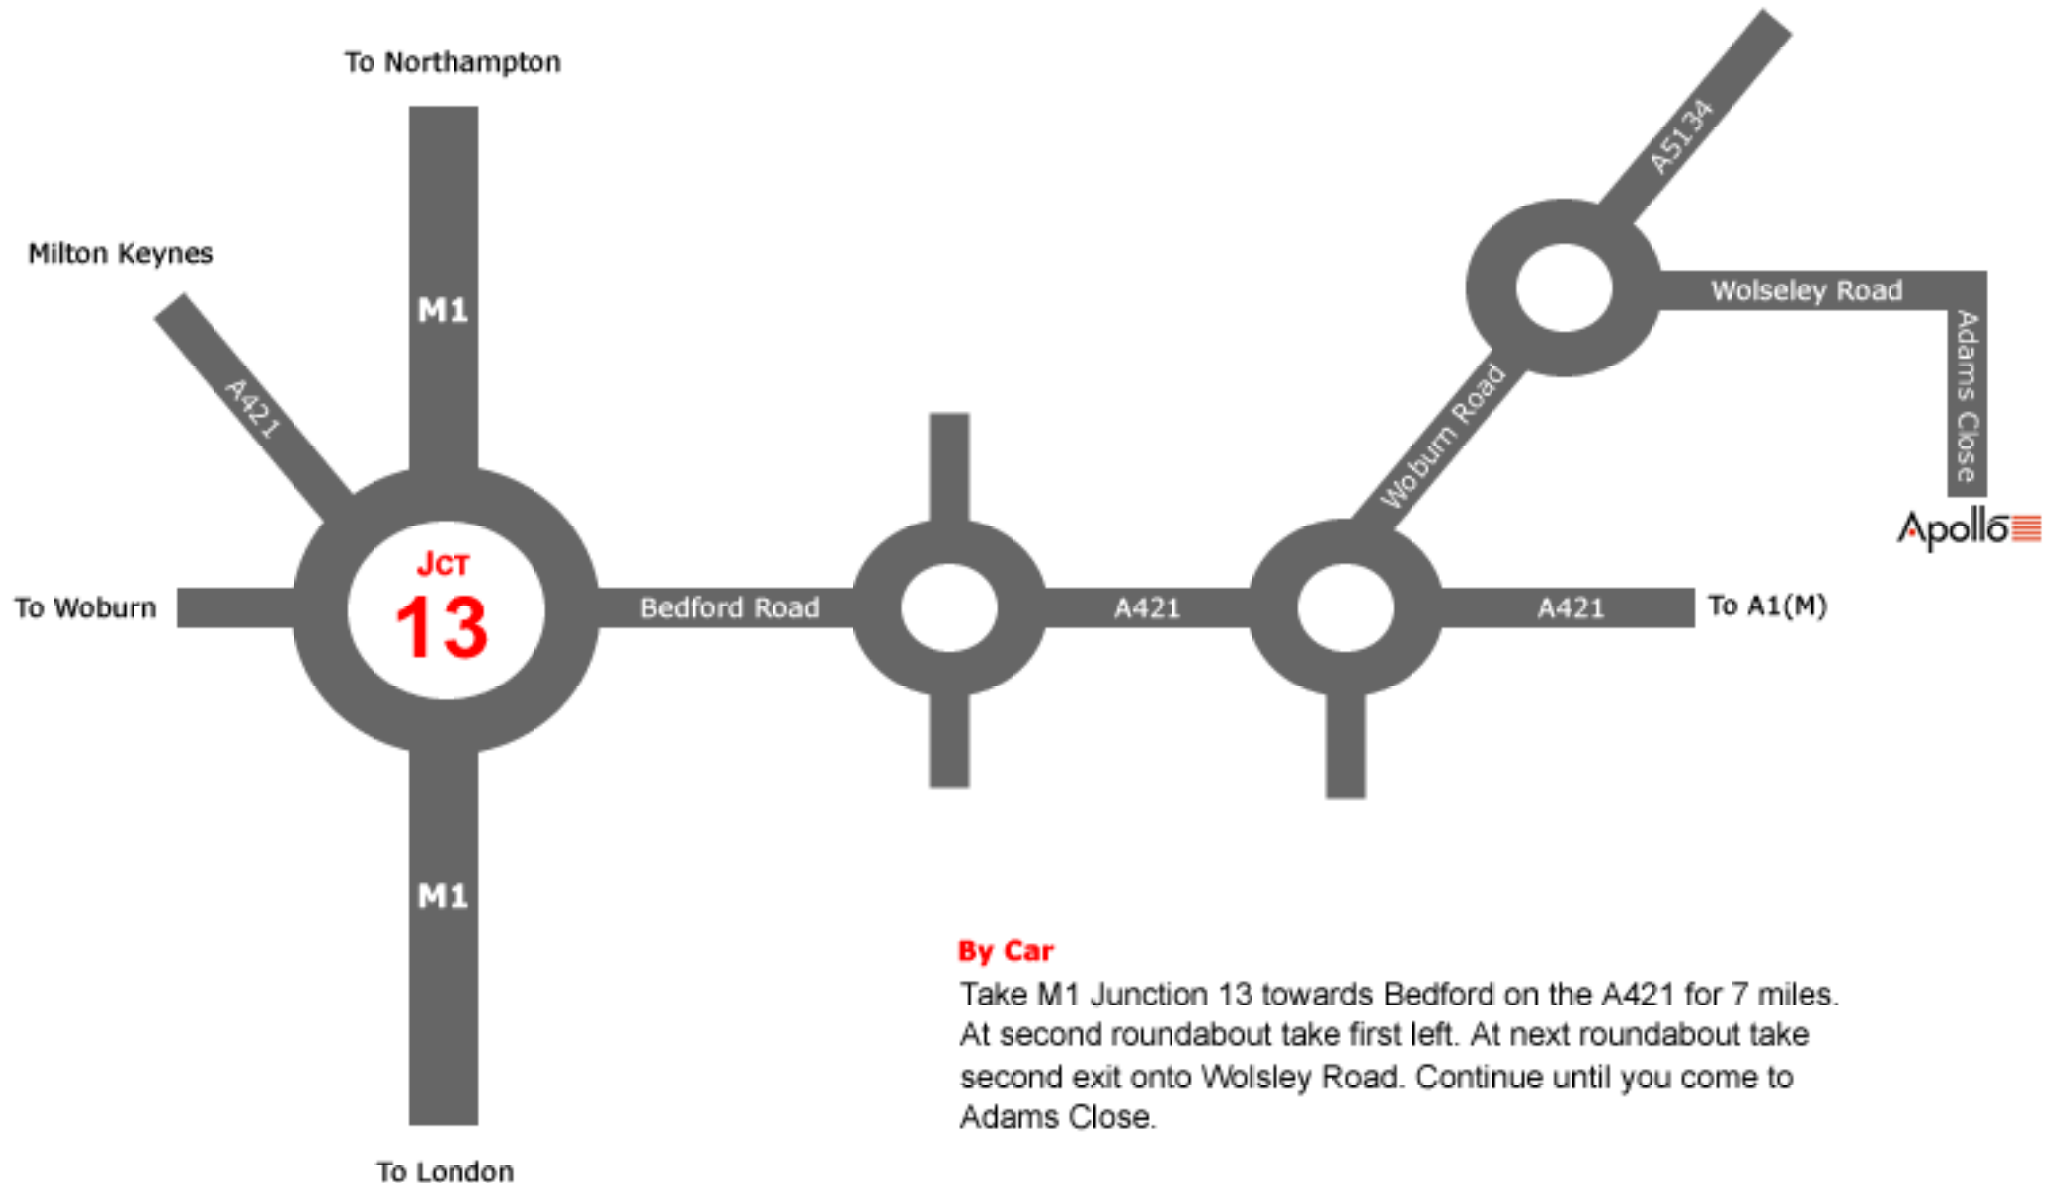 To Northampton
A5134
Milton Keynes
M1
Wolseley Road
Adams Close
A421
Woburn Road
Apollo
Jct
13
To Woburn
Bedford Road
A421
A421
To A1(M)
M1
By Car
Take M1 Junction 13 towards Bedford on the A421 for 7 miles.
At second roundabout take first left. At next roundabout take
second exit onto Wolsley Road. Continue until you come to
Adams Close.
To London